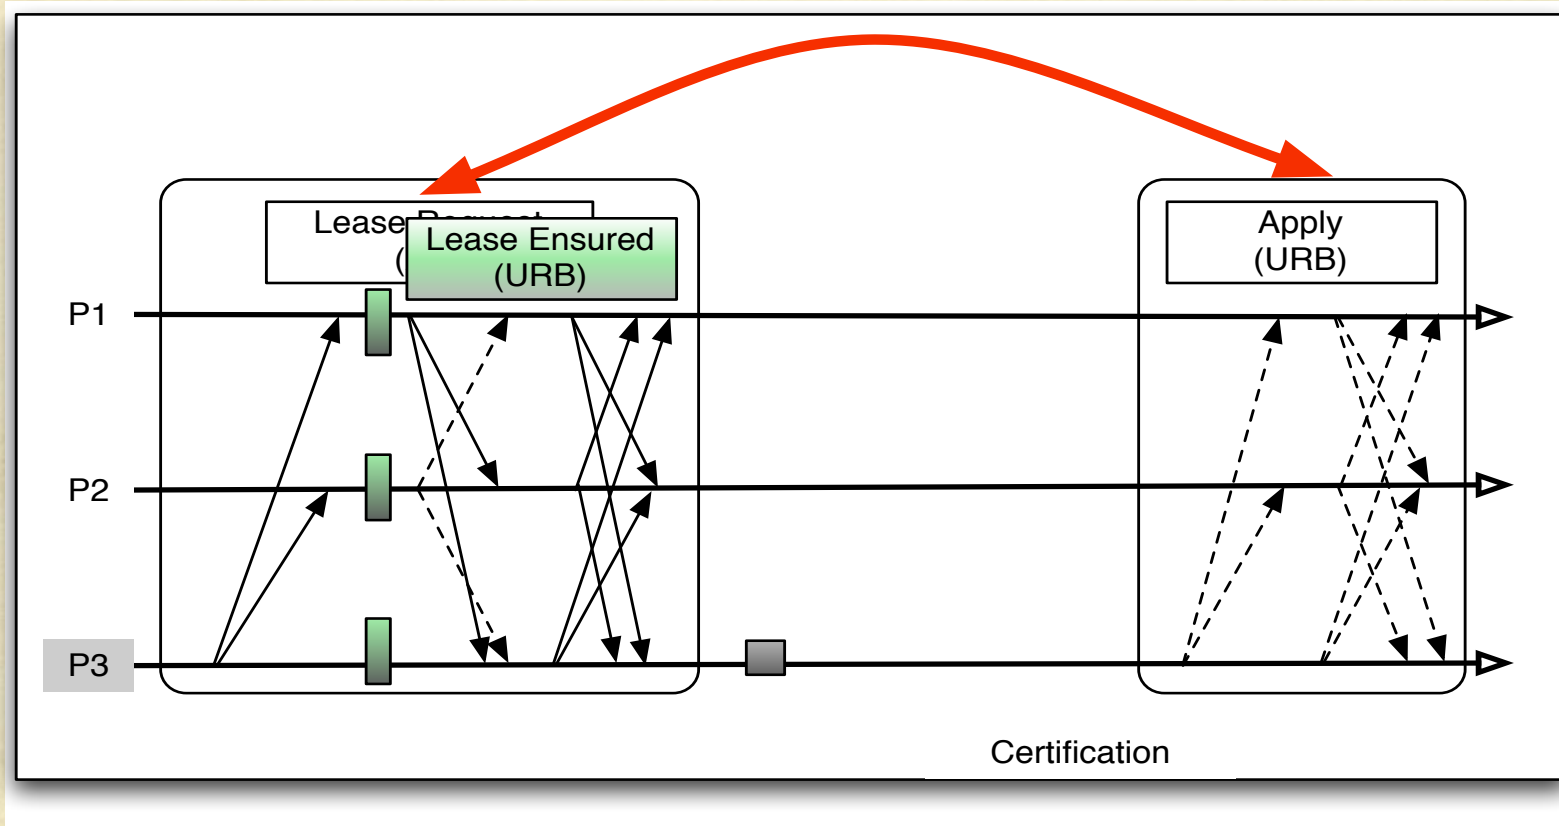 Lease
(
Lease Ensured
(URB)
Apply
(URB)
P1
P2
P3
Certification